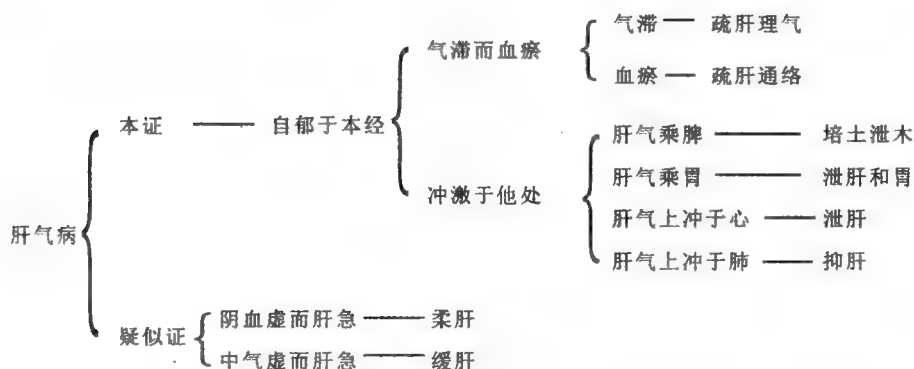 气滞 — 疏肝理气
气滞而血瘀
血瘀 — 疏肝通络
本证 — 自郁于本经
肝气乘脾 — 培土泄木
肝气乘胃 — 泄肝和胃
冲激于他处
肝气上冲于心 — 泄肝
肝气病
肝气上冲于肺 — 抑肝
阴血虚而肝急 — 柔肝
疑似证
中气虚而肝急 — 缓肝